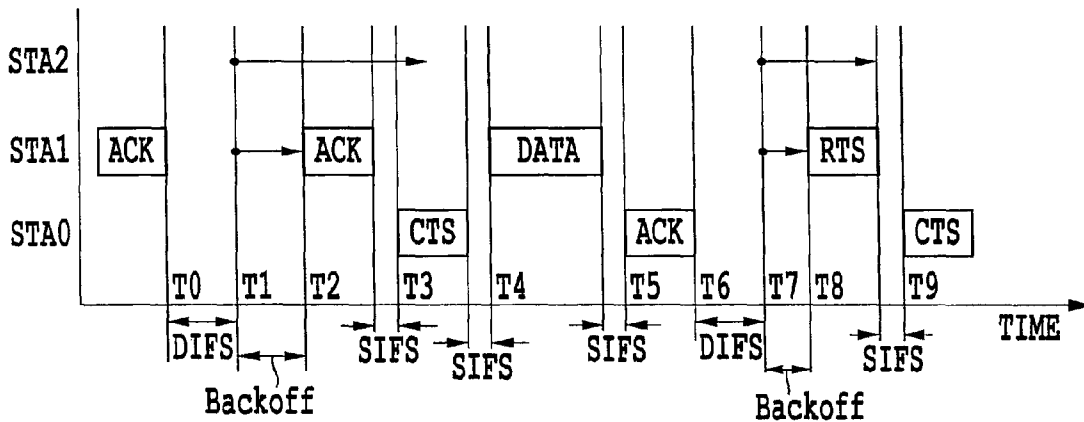 STA2
STA1 ACK ACK DATA RTS
STA0 CTS ACK CTS
T0 T1 T2 T3 T4 T5 T6 T7 T8 T9
TIME
DIFS SIFS SIFS SIFS DIFS SIFS
Backoff Backoff